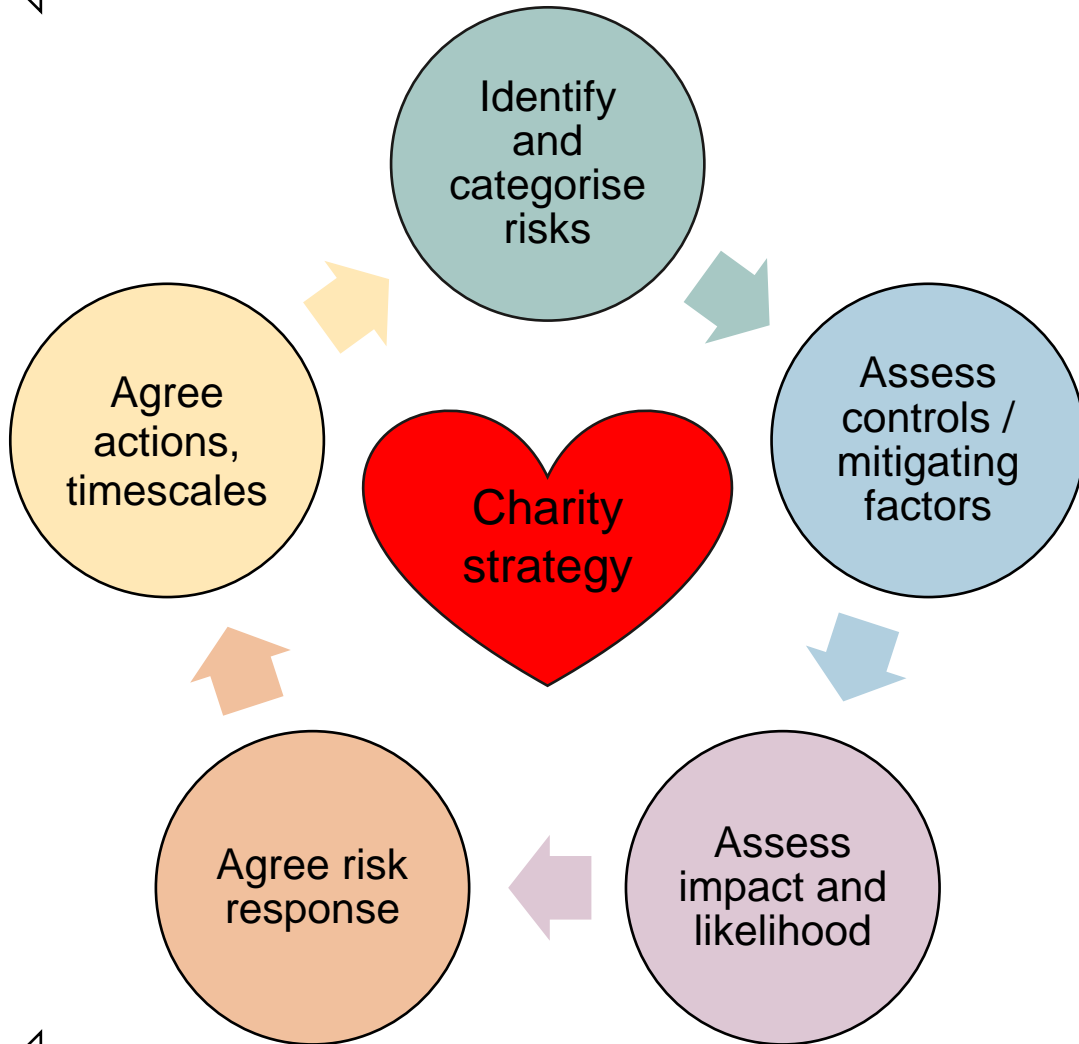 Identify
and
categorise
risks
Assess
controls /
mitigating
factors
Assess
impact and
likelihood
Agree risk
response
Agree
actions,
timescales
Charity
strategy